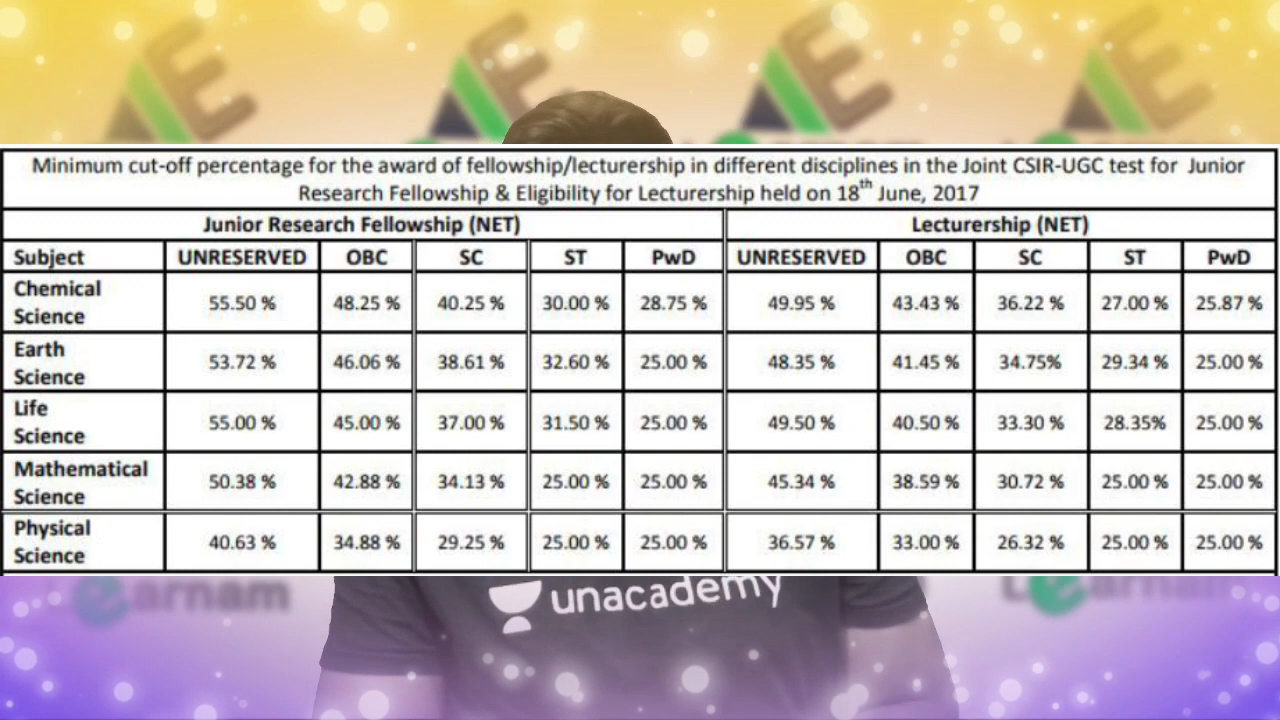 Minimum cut-off percentage for the award of fellowship/lecturership in different disciplines in the Joint CSIR-UGC test for Junior
Research Fellowship & Eligibility for Lecturership held on 18th June, 2017
Junior Research Fellowship (NET) Lecturership (NET)
Subject UNRESERVED OBC SC ST PwD UNRESERVED OBC SC ST PwD
Chemical
Science 55.50 % 48.25 % 40.25 % 30.00 % 28.75 % 49.95 % 43.43 % 36.22 % 27.00 % 25.87 %
Earth
Science 53.72 % 46.06 % 38.61 % 32.60 % 25.00 % 48.35 % 41.45 % 34.75% 29.34 % 25.00 %
Life
Science 55.00 % 45.00 % 37.00 % 31.50 % 25.00 % 49.50 % 40.50 % 33.30 % 28.35% 25.00 %
Mathematical
Science 50.38 % 42.88 % 34.13 % 25.00 % 25.00 % 45.34 % 38.59 % 30.72 % 25.00 % 25.00 %
Physical
Science 40.63 % 34.88 % 29.25 % 25.00 % 25.00 % 36.57 % 33.00 % 26.32 % 25.00 % 25.00 %
earnam
unacademy